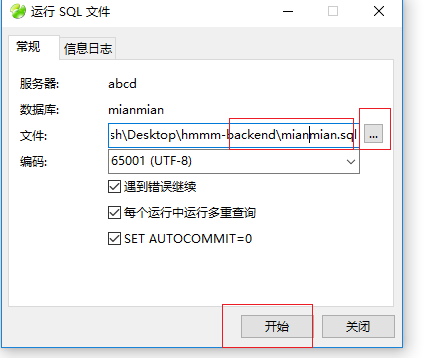 运行 SQL 文件
常规 信息日志
服务器: abcd
数据库: mianmian
文件: sh\Desktop\hmmm-backend\mianmian.sql ...
编码: 65001 (UTF-8)
遇到错误继续
每个运行中运行多重查询
SET AUTOCOMMIT=0
开始 关闭